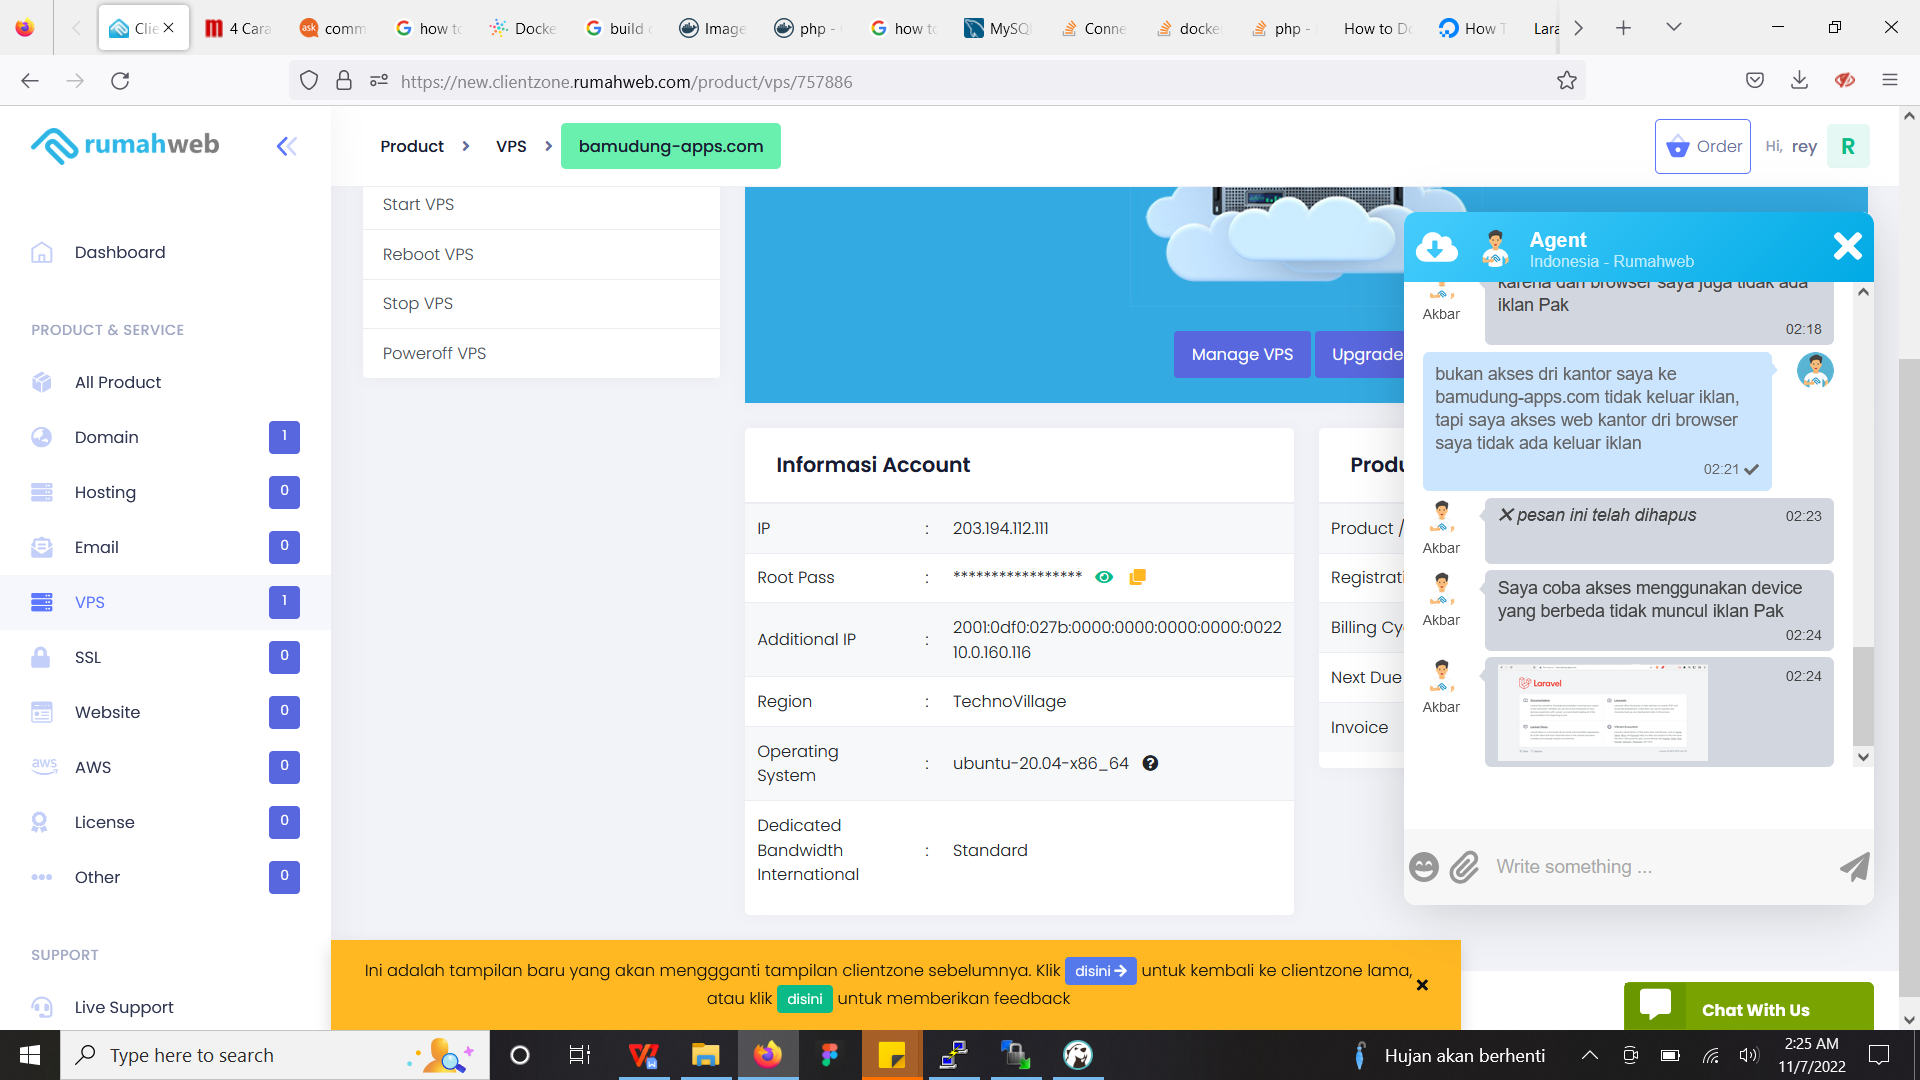 Clie
4 Cara
comm
how to
Docke
build c
Image
php -
how to
MySQL
Conne
docke
php -
How to Do
How T
Lara
https://new.clientzone.rumahweb.com/product/vps/757886
rumahweb
Product
VPS
bamudung-apps.com
Order
Hi, rey
R
Dashboard
PRODUCT & SERVICE
All Product
Domain 1
Hosting 0
Email 0
VPS 1
SSL 0
Website 0
aws AWS 0
License 0
Other 0
SUPPORT
Live Support
Start VPS
Reboot VPS
Stop VPS
Poweroff VPS
Manage VPS
Upgrade
Informasi Account
IP : 203.194.112.111
Root Pass : *****************
Additional IP : 2001:0df0:027b:0000:0000:0000:0000:0022
10.0.160.116
Region : TechnoVillage
Operating
System : ubuntu-20.04-x86_64
Dedicated
Bandwidth : Standard
International
Produ
Product /
Registrati
Billing Cy
Next Due
Invoice
Agent
Indonesia - Rumahweb
karena dari browser saya juga tidak ada
iklan Pak
02:18
Akbar
bukan akses dri kantor saya ke
bamudung-apps.com tidak keluar iklan,
tapi saya akses web kantor dri browser
saya tidak ada keluar iklan
02:21
pesan ini telah dihapus 02:23
Akbar
Saya coba akses menggunakan device
yang berbeda tidak muncul iklan Pak
02:24
Akbar
Laravel
02:24
Akbar
Write something ...
Ini adalah tampilan baru yang akan mengganti tampilan clientzone sebelumnya. Klik disini untuk kembali ke clientzone lama,
atau klik disini untuk memberikan feedback
Chat With Us
Type here to search
Hujan akan berhenti
2:25 AM
11/7/2022